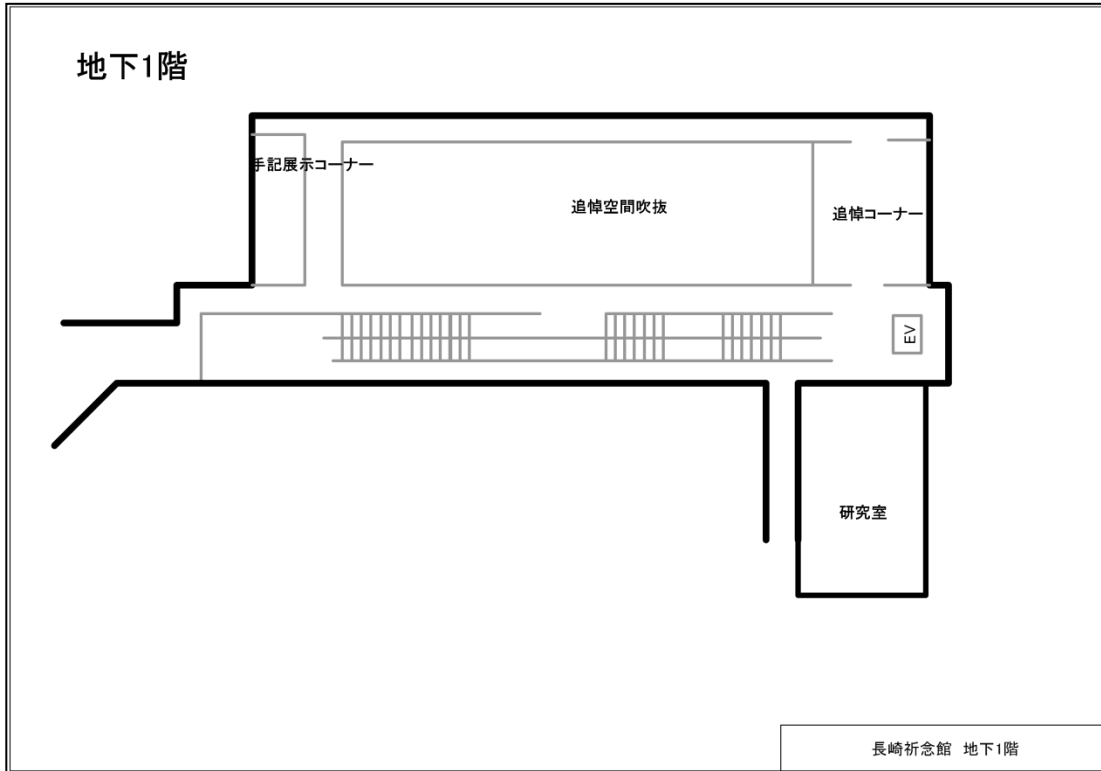 地下1階
手記展示コーナー
追悼空間吹抜
追悼コーナー
EV
研究室
長崎祈念館 地下1階